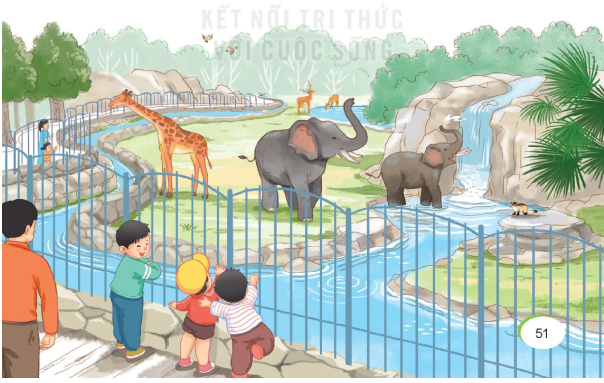 KẾT NỐI TRI THỨC
VỚI CUỘC SỐNG
51